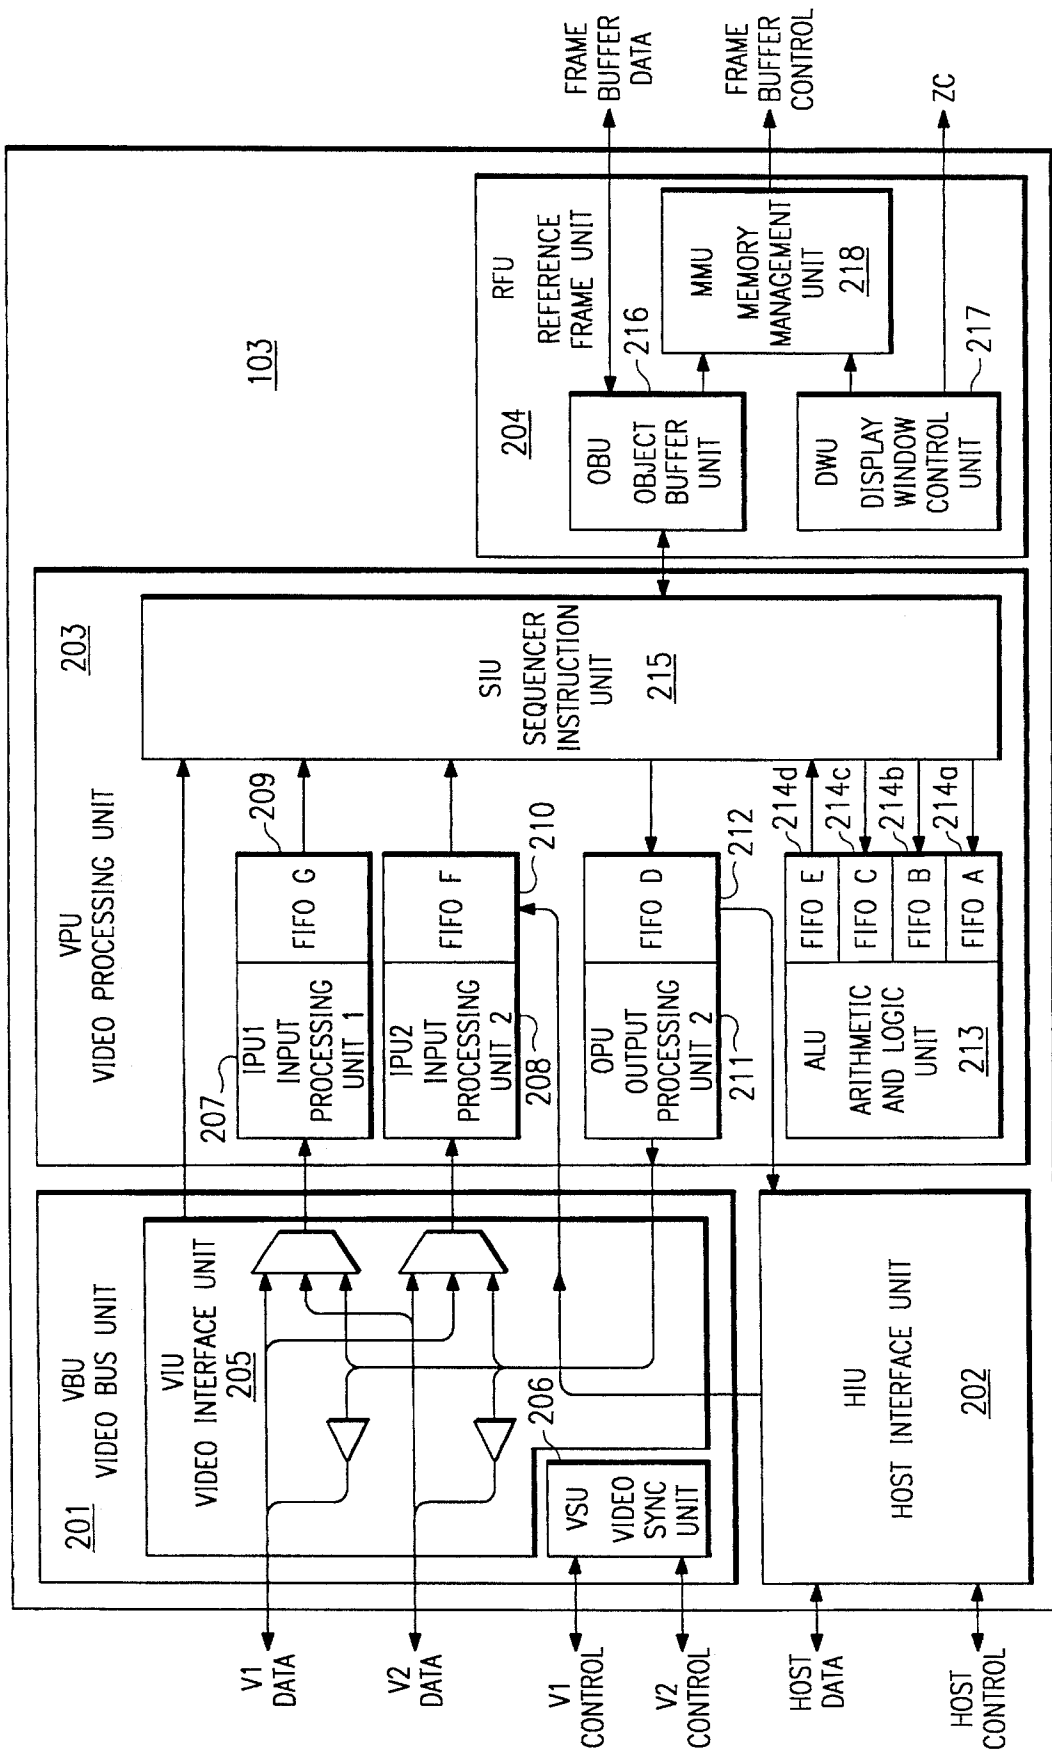 103
201
VBU
VIDEO BUS UNIT
VIU
VIDEO INTERFACE UNIT
205
206
VSU
VIDEO
SYNC
UNIT
V1
DATA
V2
DATA
V1
CONTROL
V2
CONTROL
HOST
DATA
HOST
CONTROL
HIU
HOST INTERFACE UNIT
202
VPU
VIDEO PROCESSING UNIT
203
207
IPU1
INPUT
PROCESSING
UNIT 1
FIFO G
209
IPU2
INPUT
PROCESSING
UNIT 2
FIFO F
208
210
OPU
OUTPUT
PROCESSING
UNIT 2
FIFO D
211
212
ALU
ARITHMETIC
AND LOGIC
UNIT
213
FIFO E
FIFO C
FIFO B
FIFO A
214d
214c
214b
214a
SIU
SEQUENCER
INSTRUCTION
UNIT
215
204
RFU
REFERENCE
FRAME UNIT
OBU
OBJECT
BUFFER
UNIT
216
MMU
MEMORY
MANAGEMENT
UNIT
218
DWU
DISPLAY
WINDOW
CONTROL
UNIT
217
FRAME
BUFFER
DATA
FRAME
BUFFER
CONTROL
ZC